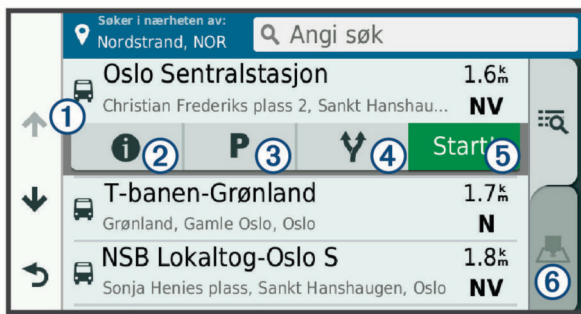 Søker i nærheten av:
Nordstrand, NOR
Angi søk
Oslo Sentralstasjon 1.6 km
Christian Frederiks plass 2, Sankt Hanshau... NV
1
2
P 3
4
Start! 5
T-banen-Grønland 1.7 km
Grønland, Gamle Oslo, Oslo N
NSB Lokaltog-Oslo S 1.8 km
Sonja Henies plass, Sankt Hanshaugen, Oslo NV
6